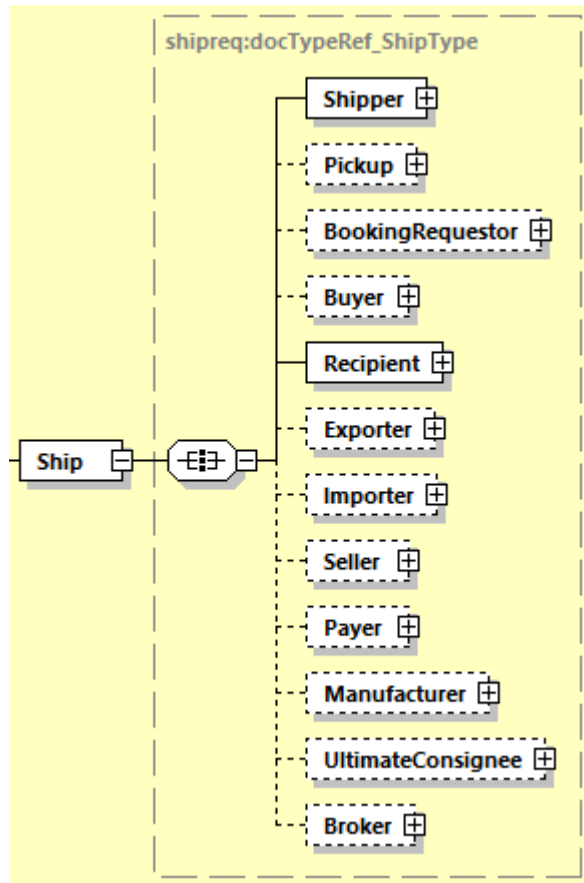 shipreq:docTypeRef_ShipType
Shipper
Pickup
BookingRequestor
Buyer
Recipient
Exporter
Ship
Importer
Seller
Payer
Manufacturer
UltimateConsignee
Broker